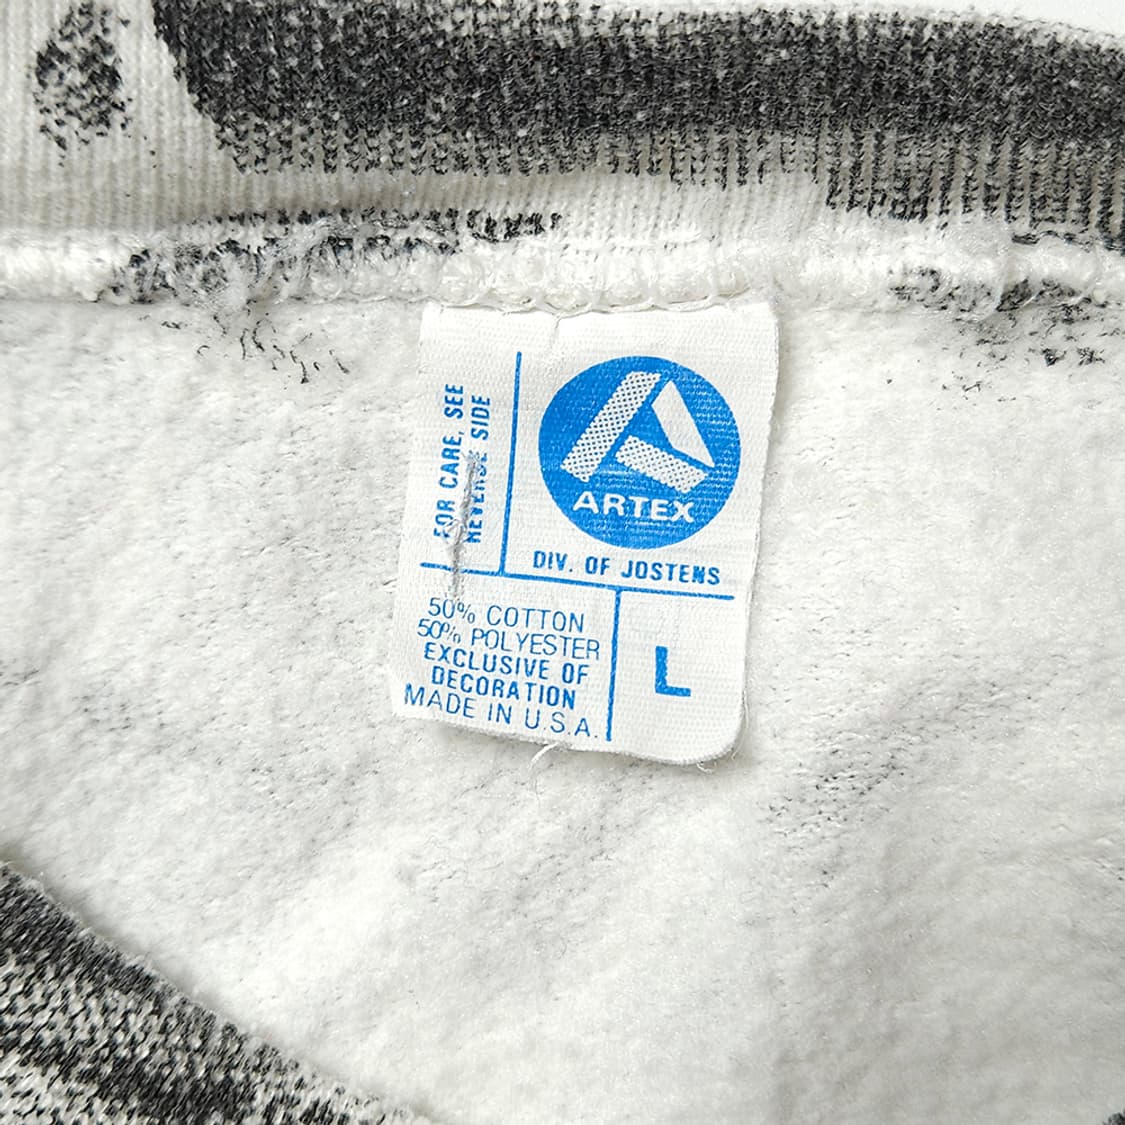 FOR CARE, SEE
REVERSE SIDE
ARTEX
DIV. OF JOSTENS
50% COTTON
50% POLYESTER
EXCLUSIVE OF
DECORATION
MADE IN U.S.A.
L